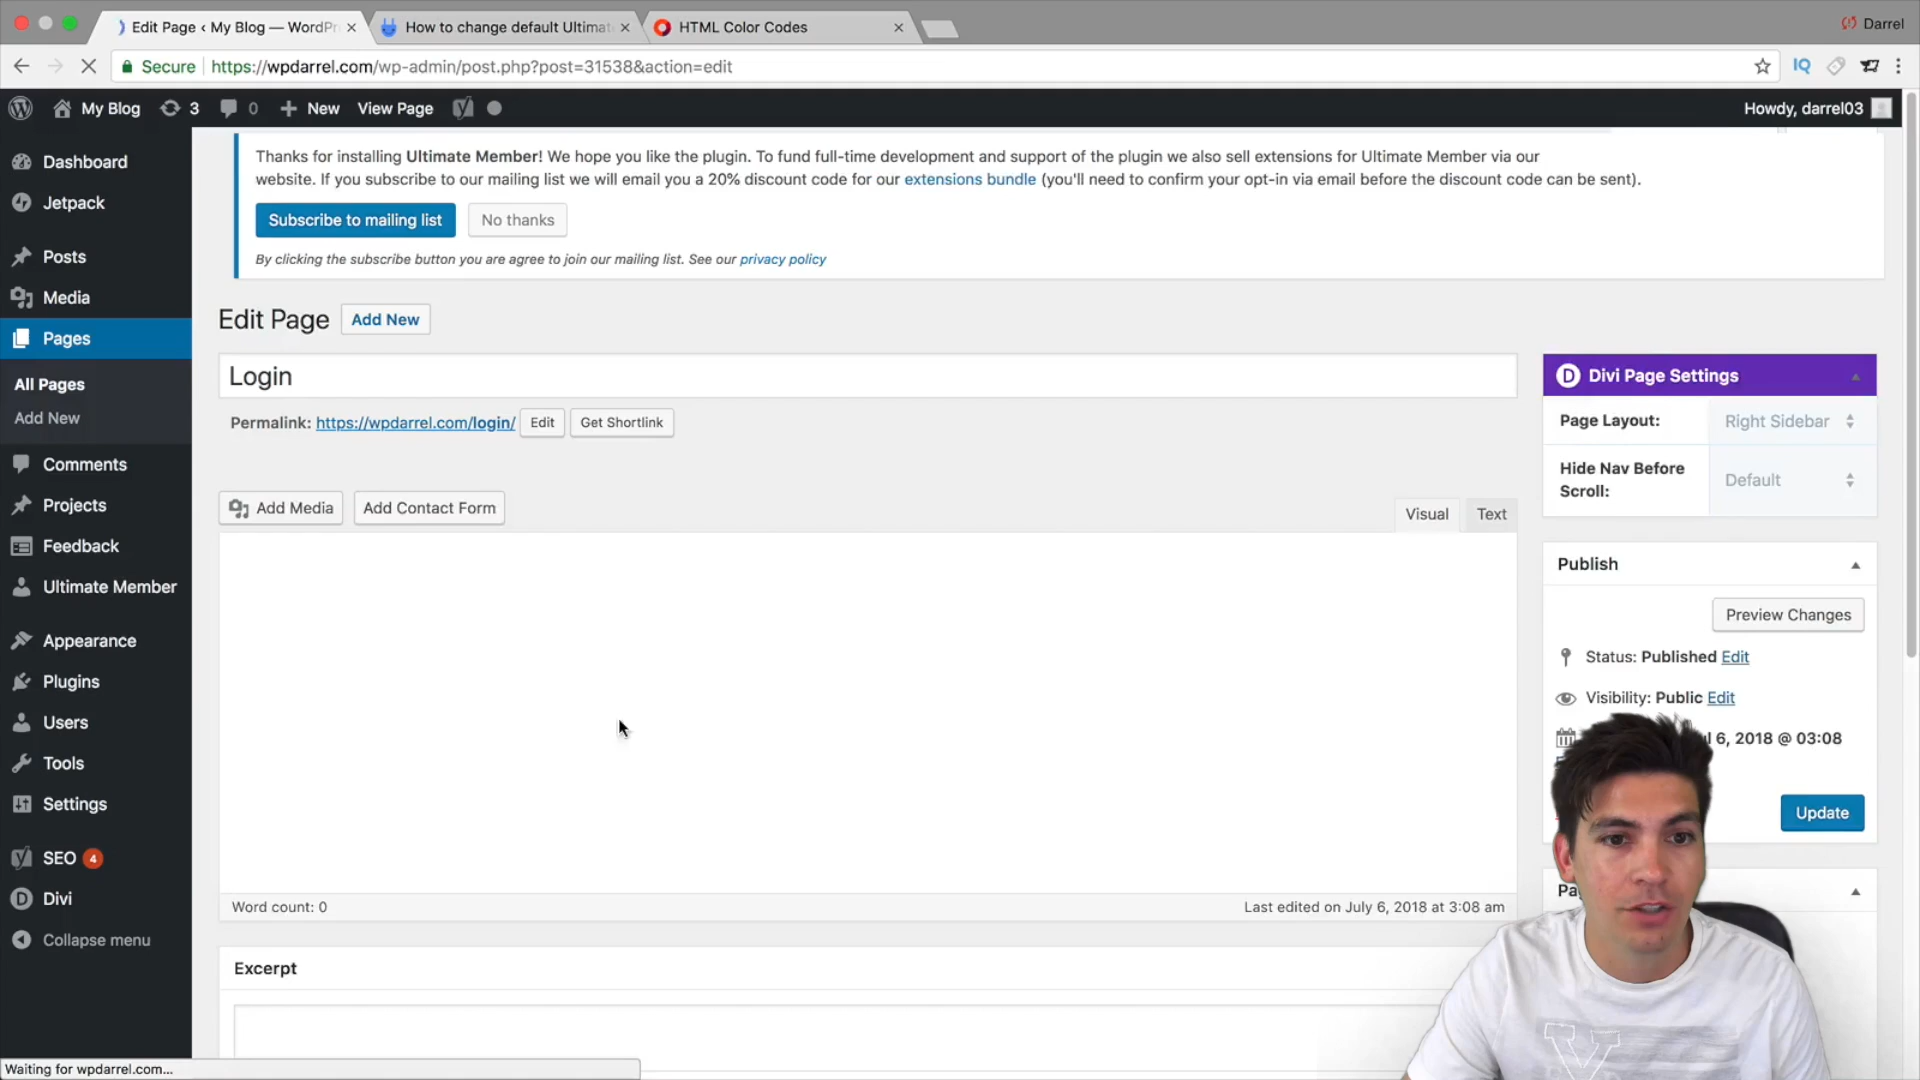 Edit Page ‹ My Blog — WordPr
How to change default Ultimat
HTML Color Codes
Darrel
Secure
https://wpdarrel.com/wp-admin/post.php?post=31538&action=edit
IQ
My Blog
3
0
New
View Page
Howdy, darrel03
Dashboard
Jetpack
Posts
Media
Pages
All Pages
Add New
Comments
Projects
Feedback
Ultimate Member
Appearance
Plugins
Users
Tools
Settings
SEO 4
Divi
Collapse menu
Thanks for installing Ultimate Member! We hope you like the plugin. To fund full-time development and support of the plugin we also sell extensions for Ultimate Member via our
website. If you subscribe to our mailing list we will email you a 20% discount code for our extensions bundle (you'll need to confirm your opt-in via email before the discount code can be sent).
Subscribe to mailing list
No thanks
By clicking the subscribe button you are agree to join our mailing list. See our privacy policy
Edit Page
Add New
Login
Permalink: https://wpdarrel.com/login/
Edit
Get Shortlink
Add Media
Add Contact Form
Visual
Text
Word count: 0
Last edited on July 6, 2018 at 3:08 am
Excerpt
Divi Page Settings
Page Layout:
Right Sidebar
Hide Nav Before
Scroll:
Default
Publish
Preview Changes
Status: Published Edit
Visibility: Public Edit
6, 2018 @ 03:08
Update
Waiting for wpdarrel.com...